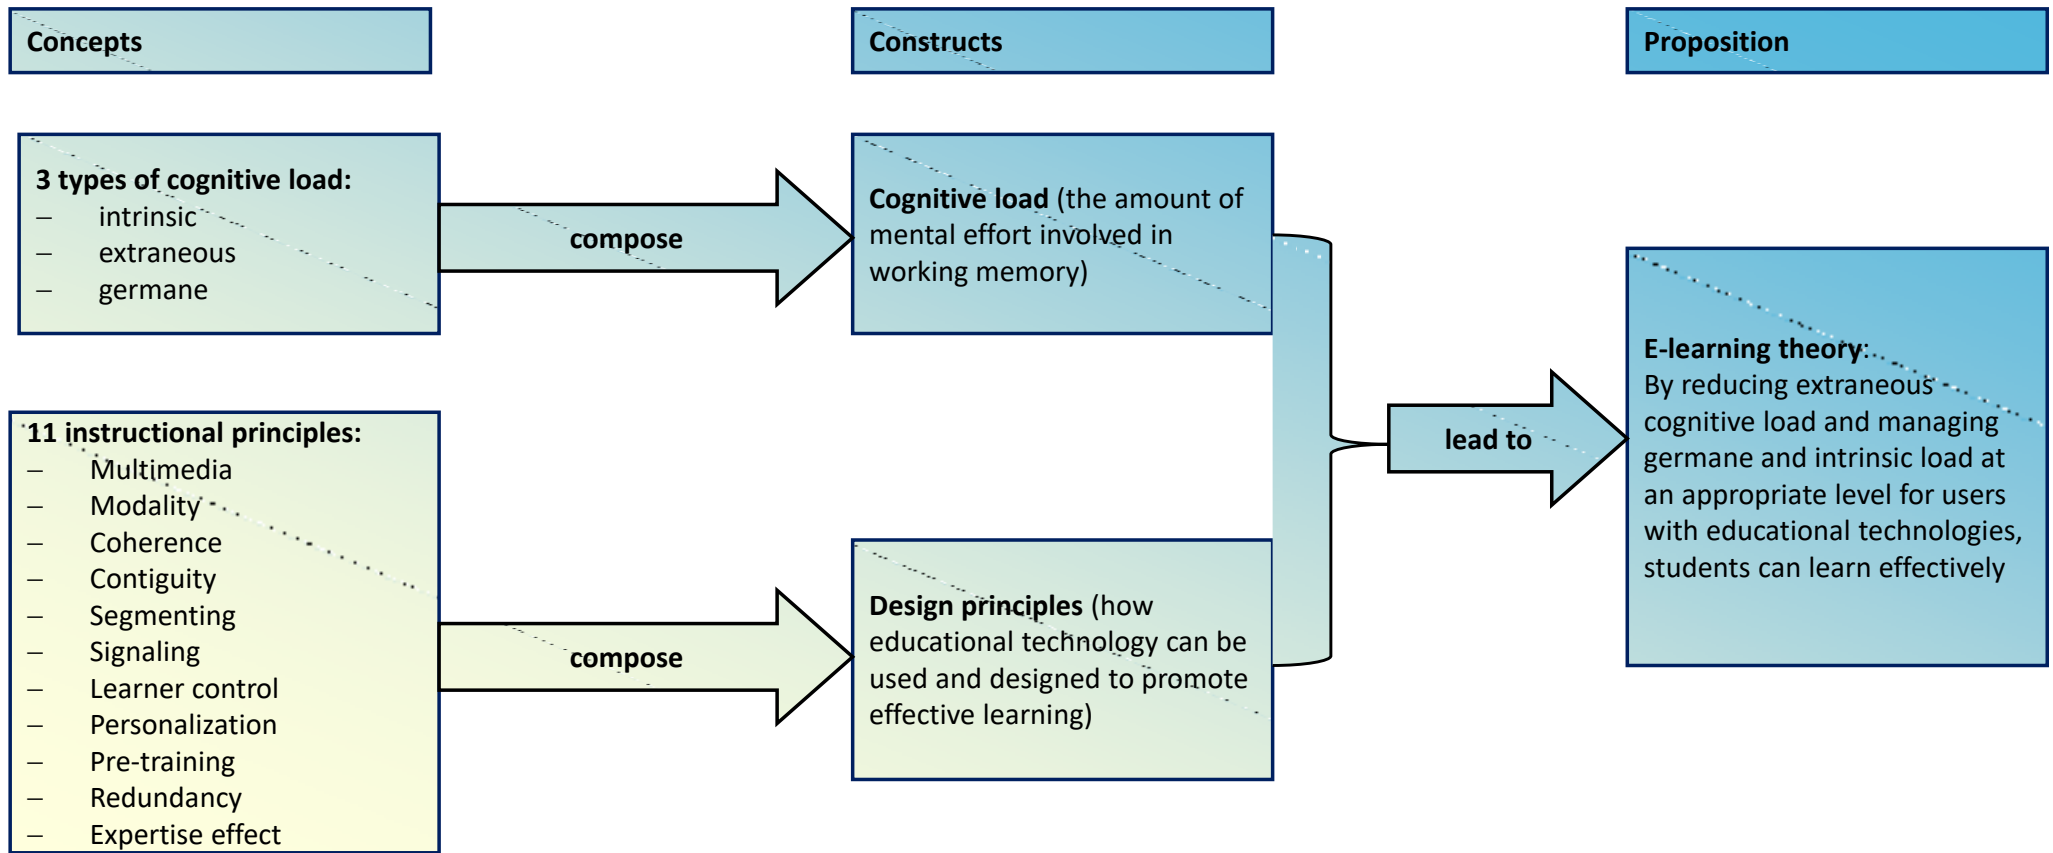 Concepts
Constructs
Proposition
3 types of cognitive load:
– intrinsic
– extraneous
– germane
compose
Cognitive load (the amount of
mental effort involved in
working memory)
11 instructional principles:
– Multimedia
– Modality
– Coherence
– Contiguity
– Segmenting
– Signaling
– Learner control
– Personalization
– Pre-training
– Redundancy
– Expertise effect
compose
Design principles (how
educational technology can be
used and designed to promote
effective learning)
lead to
E-learning theory:
By reducing extraneous
cognitive load and managing
germane and intrinsic load at
an appropriate level for users
with educational technologies,
students can learn effectively